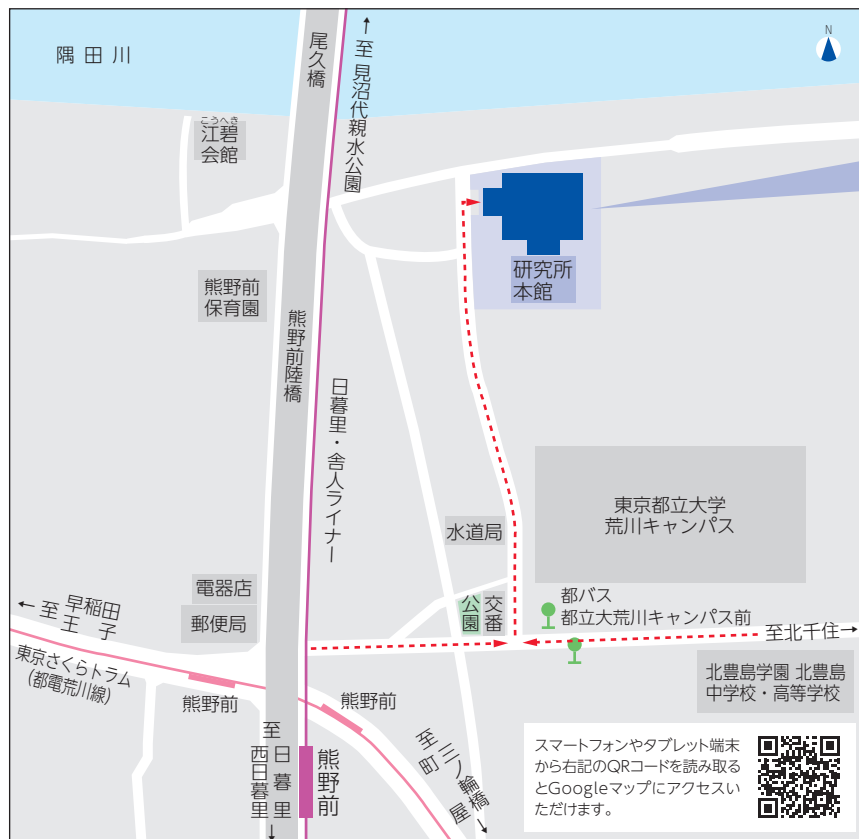 N
隅田川
尾久橋
←至 見沼代親水公園
こうへき
江碧
会館
研究所
本館
熊野前
保育園
熊野前陸橋
日暮里・舎人ライナー
東京都立大学
荒川キャンパス
水道局
電器店
郵便局
公園
交番
都バス
都立大荒川キャンパス前
至北千住→
←至 早稲田
王子
東京さくらトラム
(都電荒川線)
熊野前
熊野前
北豊島学園 北豊島
中学校・高等学校
至 日暮里
西日暮里→
熊野前
至 三ノ輪橋
町屋→
スマートフォンやタブレット端末
から右記のQRコードを読み取る
とGoogleマップにアクセスい
ただけます。